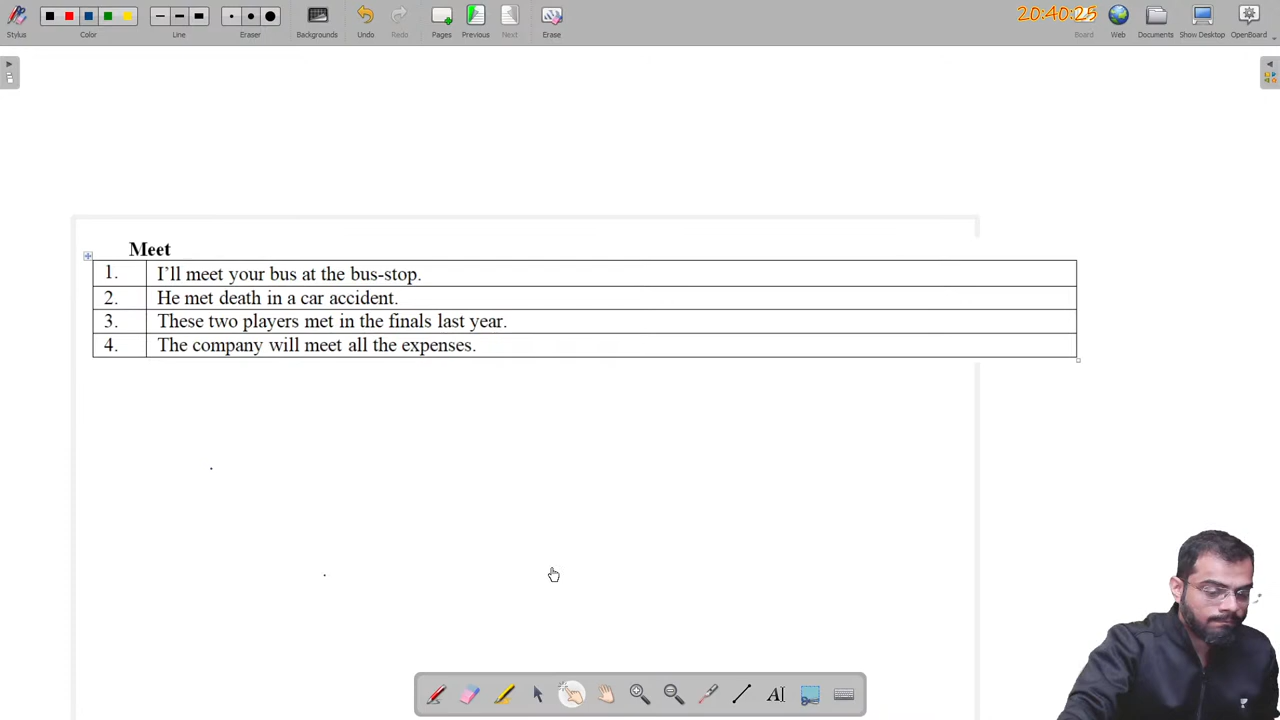 20:40:25
Stylus Color Line Eraser Backgrounds Undo Redo Pages Previous Next Erase Board Web Documents Show Desktop OpenBoard
Meet
1. I'll meet your bus at the bus-stop.
2. He met death in a car accident.
3. These two players met in the finals last year.
4. The company will meet all the expenses.
AI